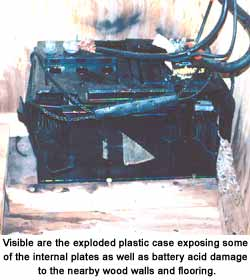 Visible are the exploded plastic case exposing some
of the internal plates as well as battery acid damage
to the nearby wood walls and flooring.